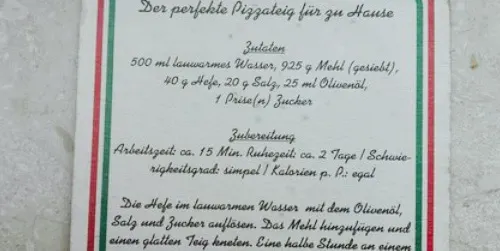 Der perfekte Pizzateig für zu Hause
Zutaten
500 ml lauwarmes Wasser, 925 g Mehl (gesiebt),
40 g Hefe, 20 g Salz, 25 ml Olivenöl,
1 Prise(n) Zucker
Zubereitung
Arbeitszeit: ca. 15 Min. Ruhezeit: ca. 2 Tage / Schwie-
rigkeitsgrad: simpel / Kalorien p. P.: egal
Die Hefe im lauwarmen Wasser mit dem Olivenöl,
Salz und Zucker auflösen. Das Mehl hinzufügen und
einen glatten Teig kneten. Eine halbe Stunde an einem